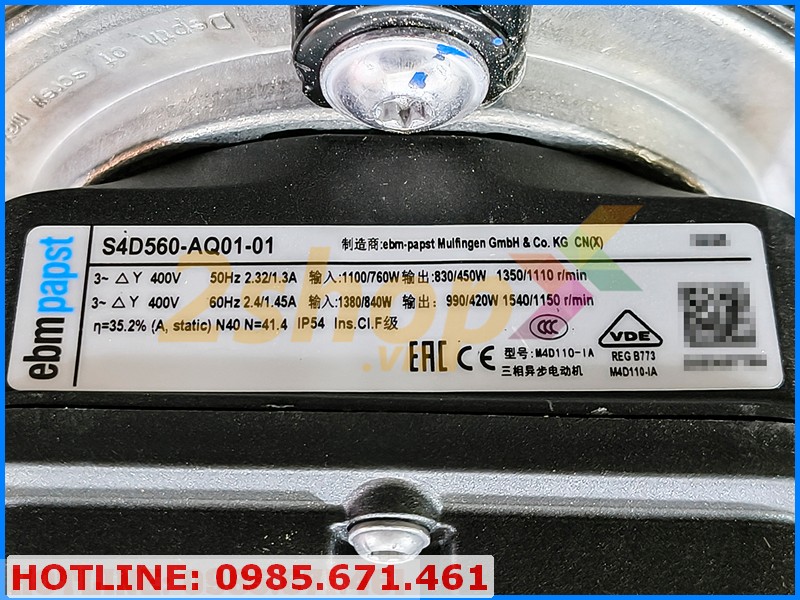 Depth of screw
ebmpapst
S4D560-AQ01-01
制造商:ebm-papst Mulfingen GmbH & Co. KG CN(X)
3~ △ Y 400V 50Hz 2.32/1.3A 输入:1100/760W 输出:830/450W 1350/1110 r/min
3~ △ Y 400V 60Hz 2.4/1.45A 输入:1380/840W 输出: 990/420W 1540/1150 r/min
η=35.2% (A, static) N40 N=41.4 IP54 Ins.Cl.F级
EAC CE
CCC
型号: M4D110-IA
三相异步电动机
VDE
REG B773
M4D110-IA
2shop
.vn
HOTLINE: 0985.671.461